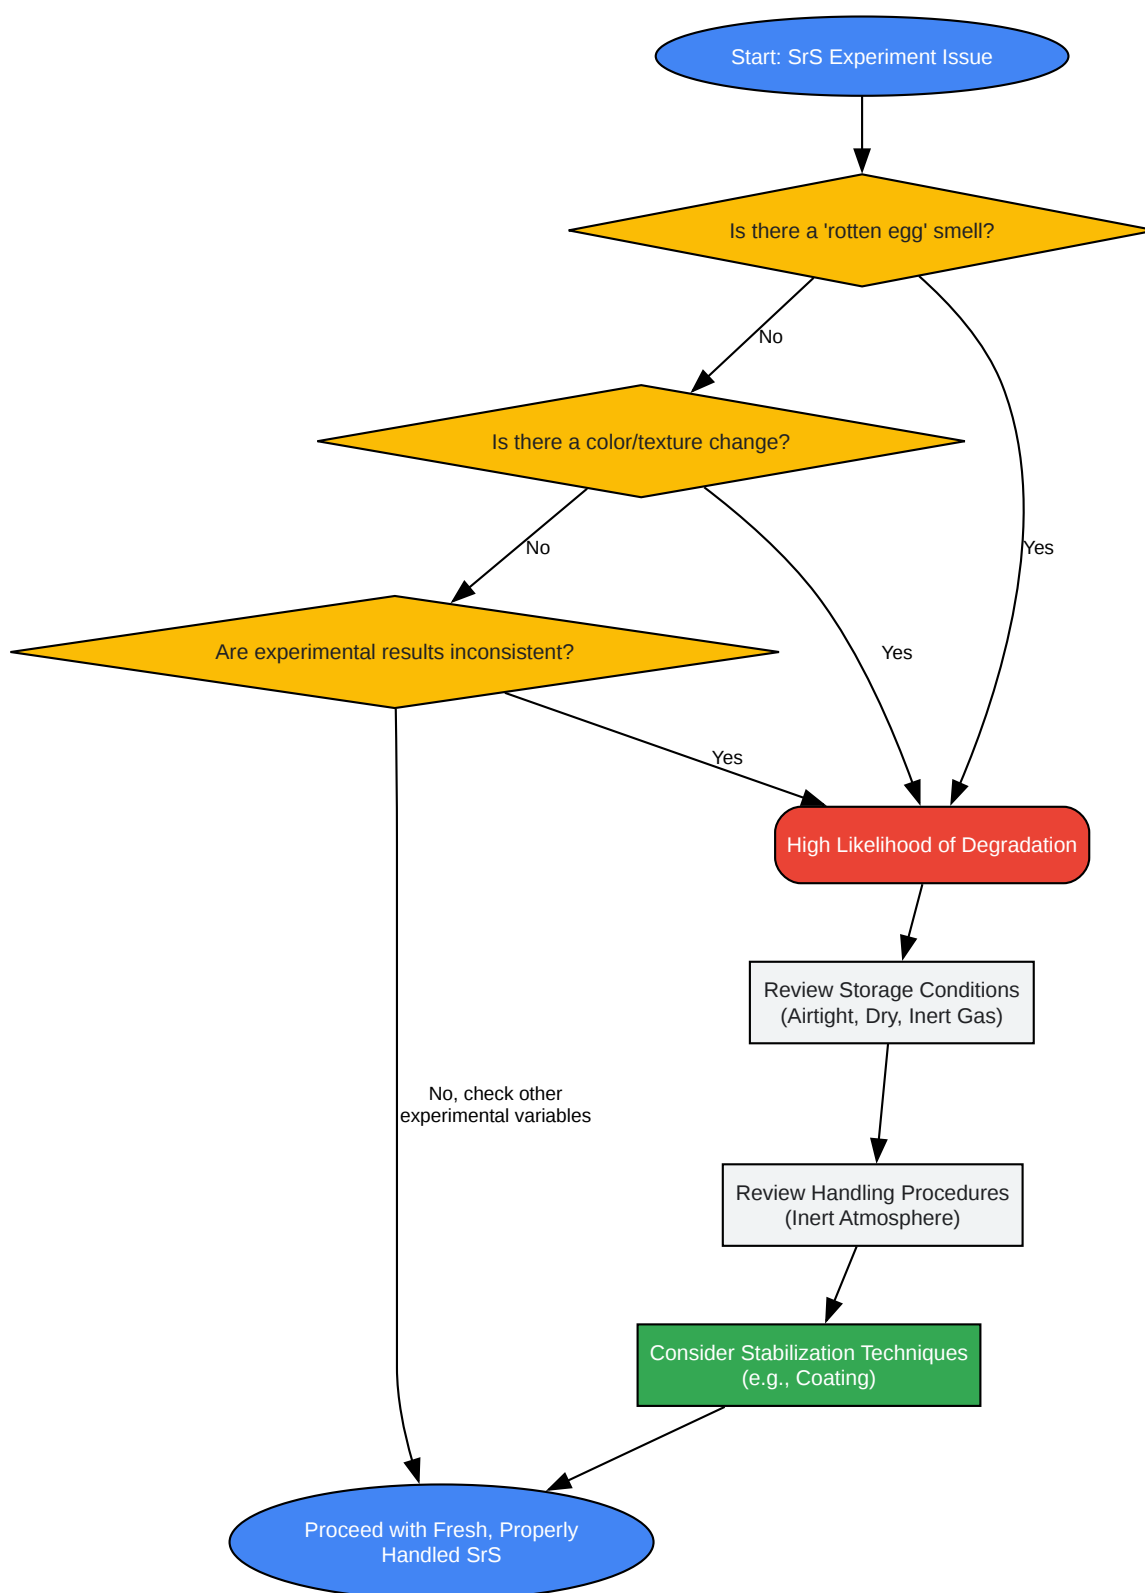 Start: SrS Experiment Issue
Is there a 'rotten egg' smell?
No
Is there a color/texture change?
No
Yes
Are experimental results inconsistent?
Yes
Yes
High Likelihood of Degradation
Review Storage Conditions
(Airtight, Dry, Inert Gas)
No, check other
experimental variables
Review Handling Procedures
(Inert Atmosphere)
Consider Stabilization Techniques
(e.g., Coating)
Proceed with Fresh, Properly
Handled SrS